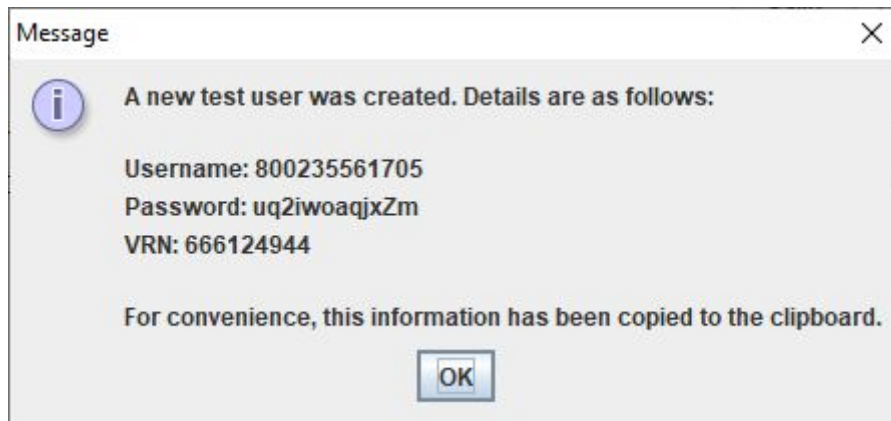 Message
A new test user was created. Details are as follows:
Username: 800235561705
Password: uq2iwoaqjxZm
VRN: 666124944
For convenience, this information has been copied to the clipboard.
OK